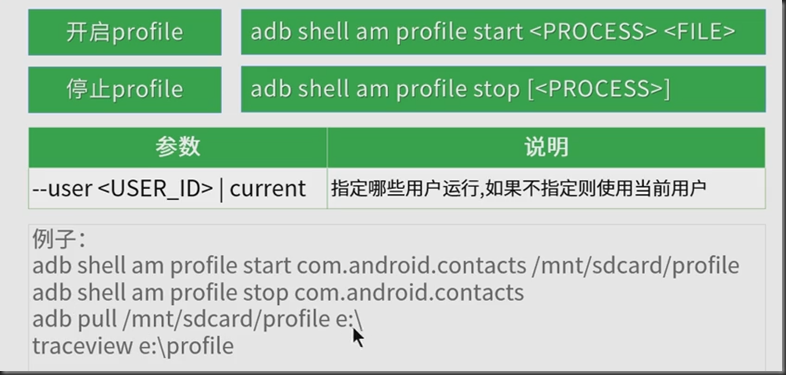 开启profile adb shell am profile start <PROCESS> <FILE>
停止profile adb shell am profile stop [<PROCESS>]
参数 说明
--user <USER_ID> | current 指定哪些用户运行,如果不指定则使用当前用户
例子：
adb shell am profile start com.android.contacts /mnt/sdcard/profile
adb shell am profile stop com.android.contacts
adb pull /mnt/sdcard/profile e:\
traceview e:\profile